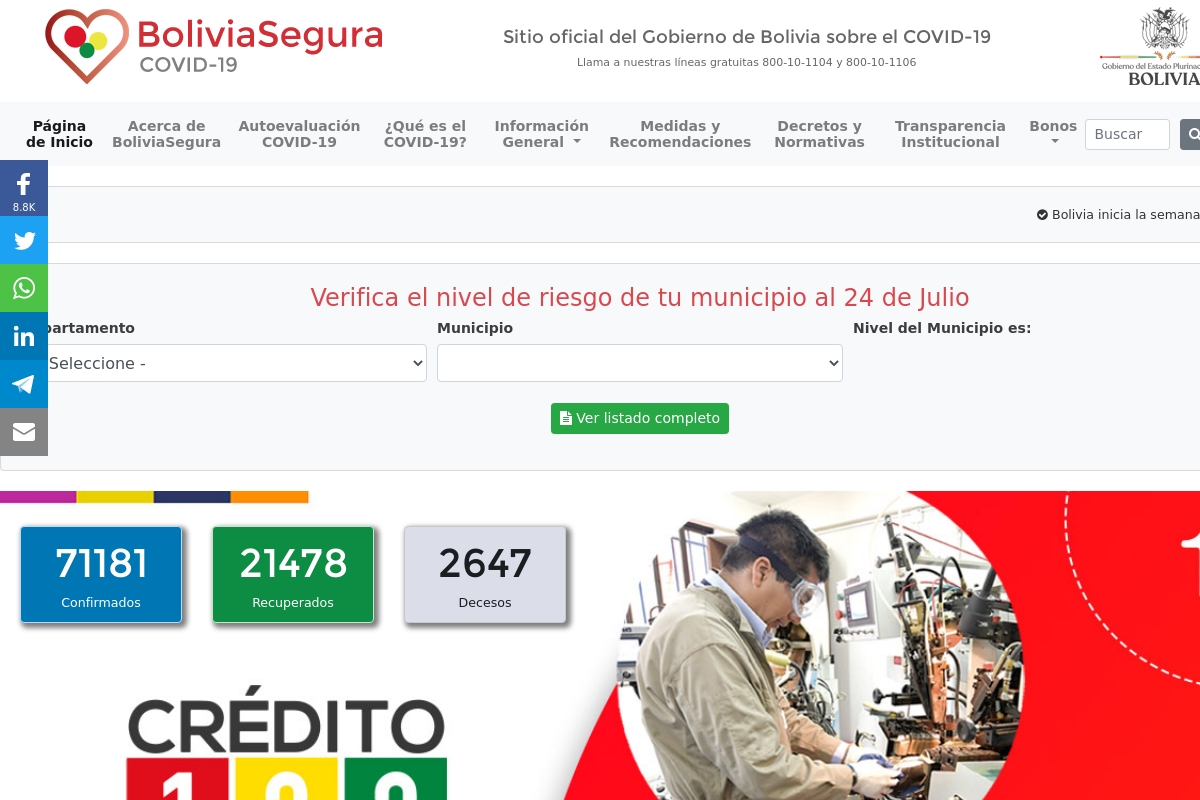 BoliviaSegura
COVID-19
Sitio oficial del Gobierno de Bolivia sobre el COVID-19
Llama a nuestras líneas gratuitas 800-10-1104 y 800-10-1106
Gobierno del Estado Plurinac
BOLIVIA
Página
de Inicio
Acerca de
BoliviaSegura
Autoevaluación
COVID-19
¿Qué es el
COVID-19?
Información
General
Medidas y
Recomendaciones
Decretos y
Normativas
Transparencia
Institucional
Bonos
Buscar
8.8K
Bolivia inicia la semana
Verifica el nivel de riesgo de tu municipio al 24 de Julio
partamento
Municipio
Nivel del Municipio es:
Seleccione -
Ver listado completo
71181
Confirmados
21478
Recuperados
2647
Decesos
CRÉDITO
100